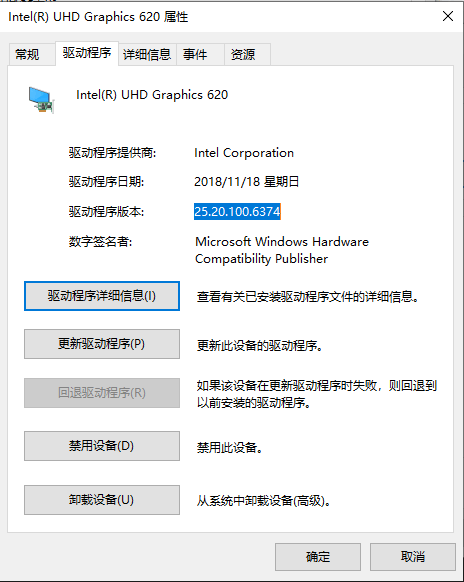 Intel(R) UHD Graphics 620 属性
常规 驱动程序 详细信息 事件 资源
Intel(R) UHD Graphics 620
驱动程序提供商: Intel Corporation
驱动程序日期: 2018/11/18 星期日
驱动程序版本: 25.20.100.6374
数字签名者: Microsoft Windows Hardware
Compatibility Publisher
驱动程序详细信息(I) 查看有关已安装驱动程序文件的详细信息。
更新驱动程序(P) 更新此设备的驱动程序。
回退驱动程序(R) 如果该设备在更新驱动程序时失败，则回退到
以前安装的驱动程序。
禁用设备(D) 禁用此设备。
卸载设备(U) 从系统中卸载设备(高级)。
确定 取消